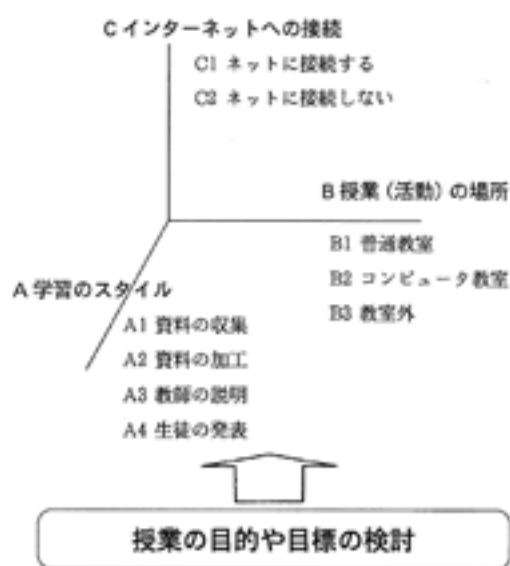 C インターネットへの接続
C1 ネットに接続する
C2 ネットに接続しない
B 授業（活動）の場所
B1 普通教室
B2 コンピュータ教室
B3 教室外
A 学習のスタイル
A1 資料の収集
A2 資料の加工
A3 教師の説明
A4 生徒の発表
授業の目的や目標の検討